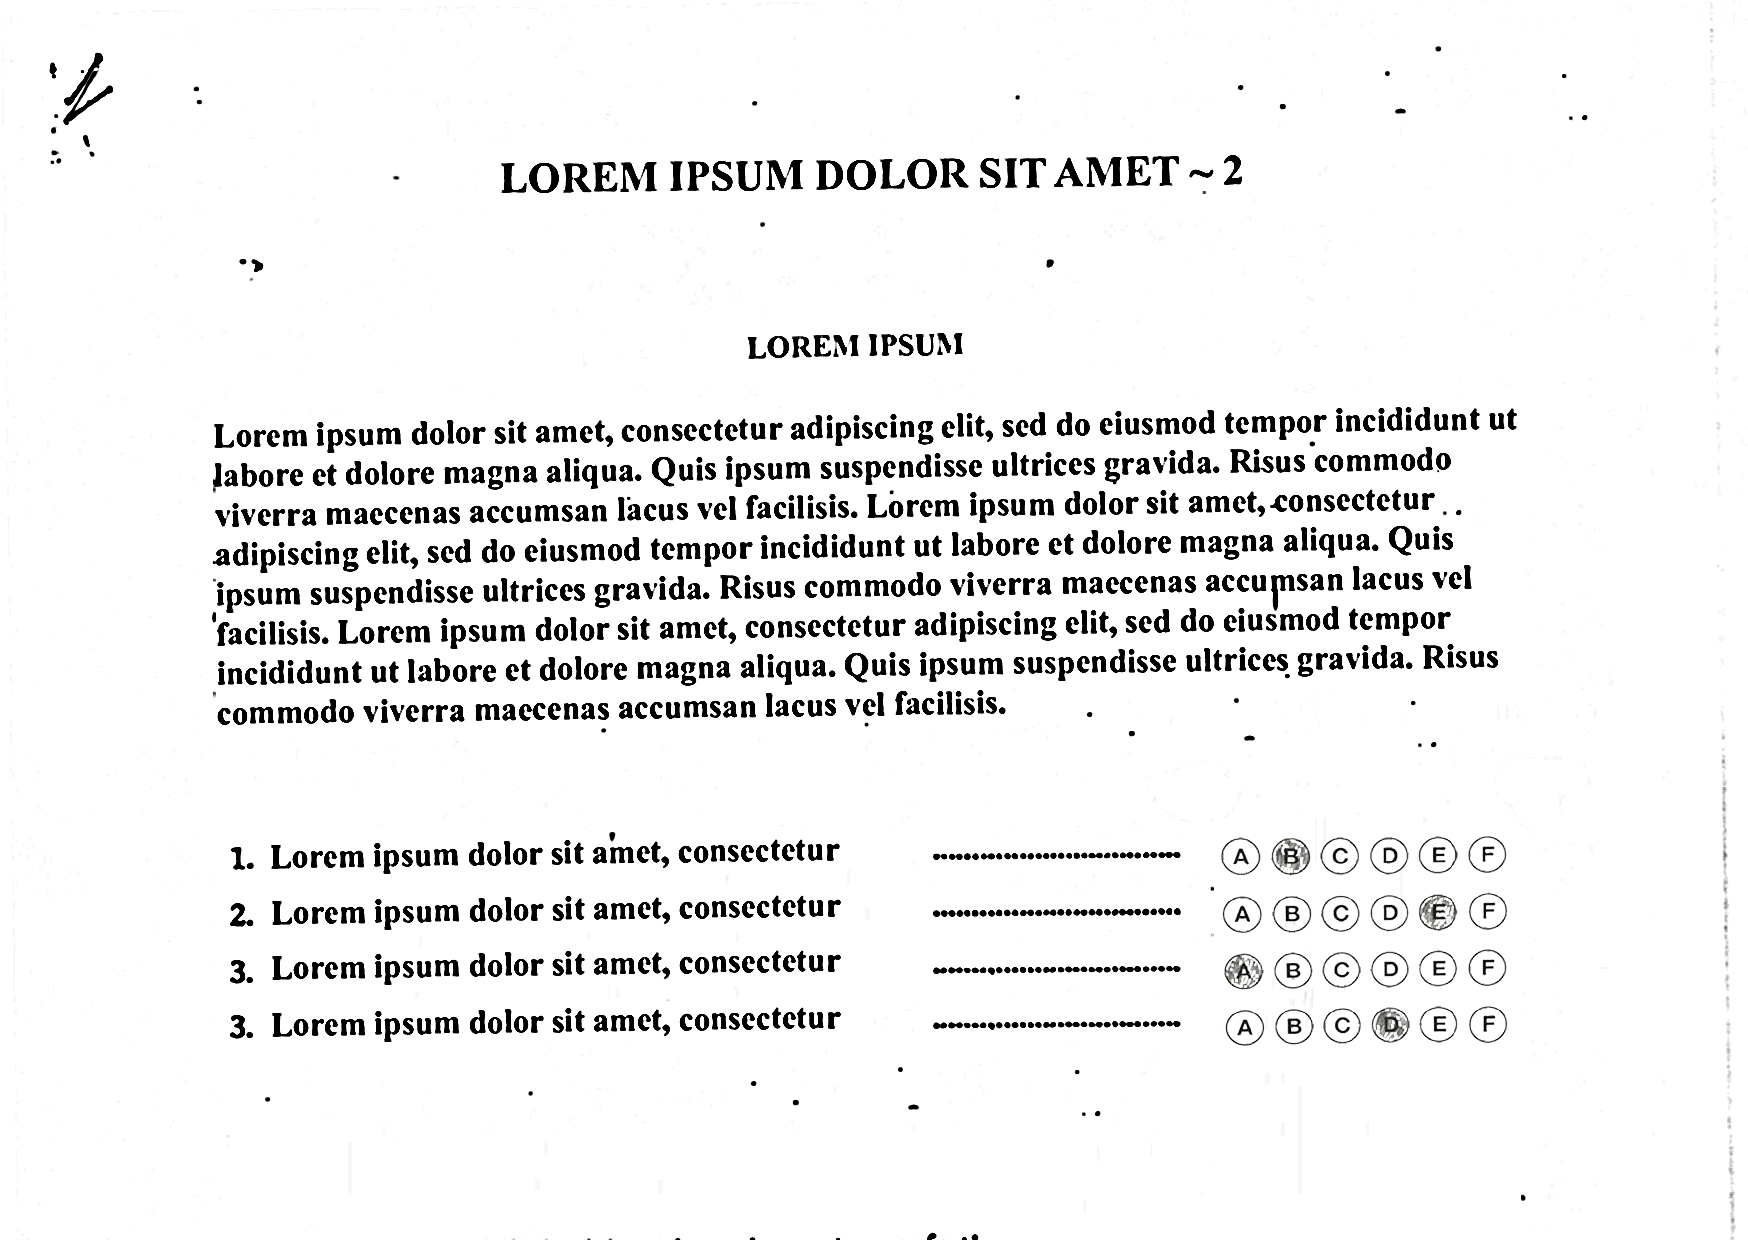 LOREM IPSUM DOLOR SIT AMET ~ 2
LOREM IPSUM
Lorem ipsum dolor sit amet, consectetur adipiscing elit, sed do eiusmod tempor incididunt ut
labore et dolore magna aliqua. Quis ipsum suspendisse ultrices gravida. Risus commodo
viverra maecenas accumsan lacus vel facilisis. Lorem ipsum dolor sit amet, consectetur
adipiscing elit, sed do eiusmod tempor incididunt ut labore et dolore magna aliqua. Quis
ipsum suspendisse ultrices gravida. Risus commodo viverra maecenas accumsan lacus vel
facilisis. Lorem ipsum dolor sit amet, consectetur adipiscing elit, sed do eiusmod tempor
incididunt ut labore et dolore magna aliqua. Quis ipsum suspendisse ultrices gravida. Risus
commodo viverra maecenas accumsan lacus vel facilisis.
1. Lorem ipsum dolor sit amet, consectetur ................................ A B C D E F
2. Lorem ipsum dolor sit amet, consectetur ................................ A B C D E F
3. Lorem ipsum dolor sit amet, consectetur ................................ A B C D E F
3. Lorem ipsum dolor sit amet, consectetur ................................ A B C D E F